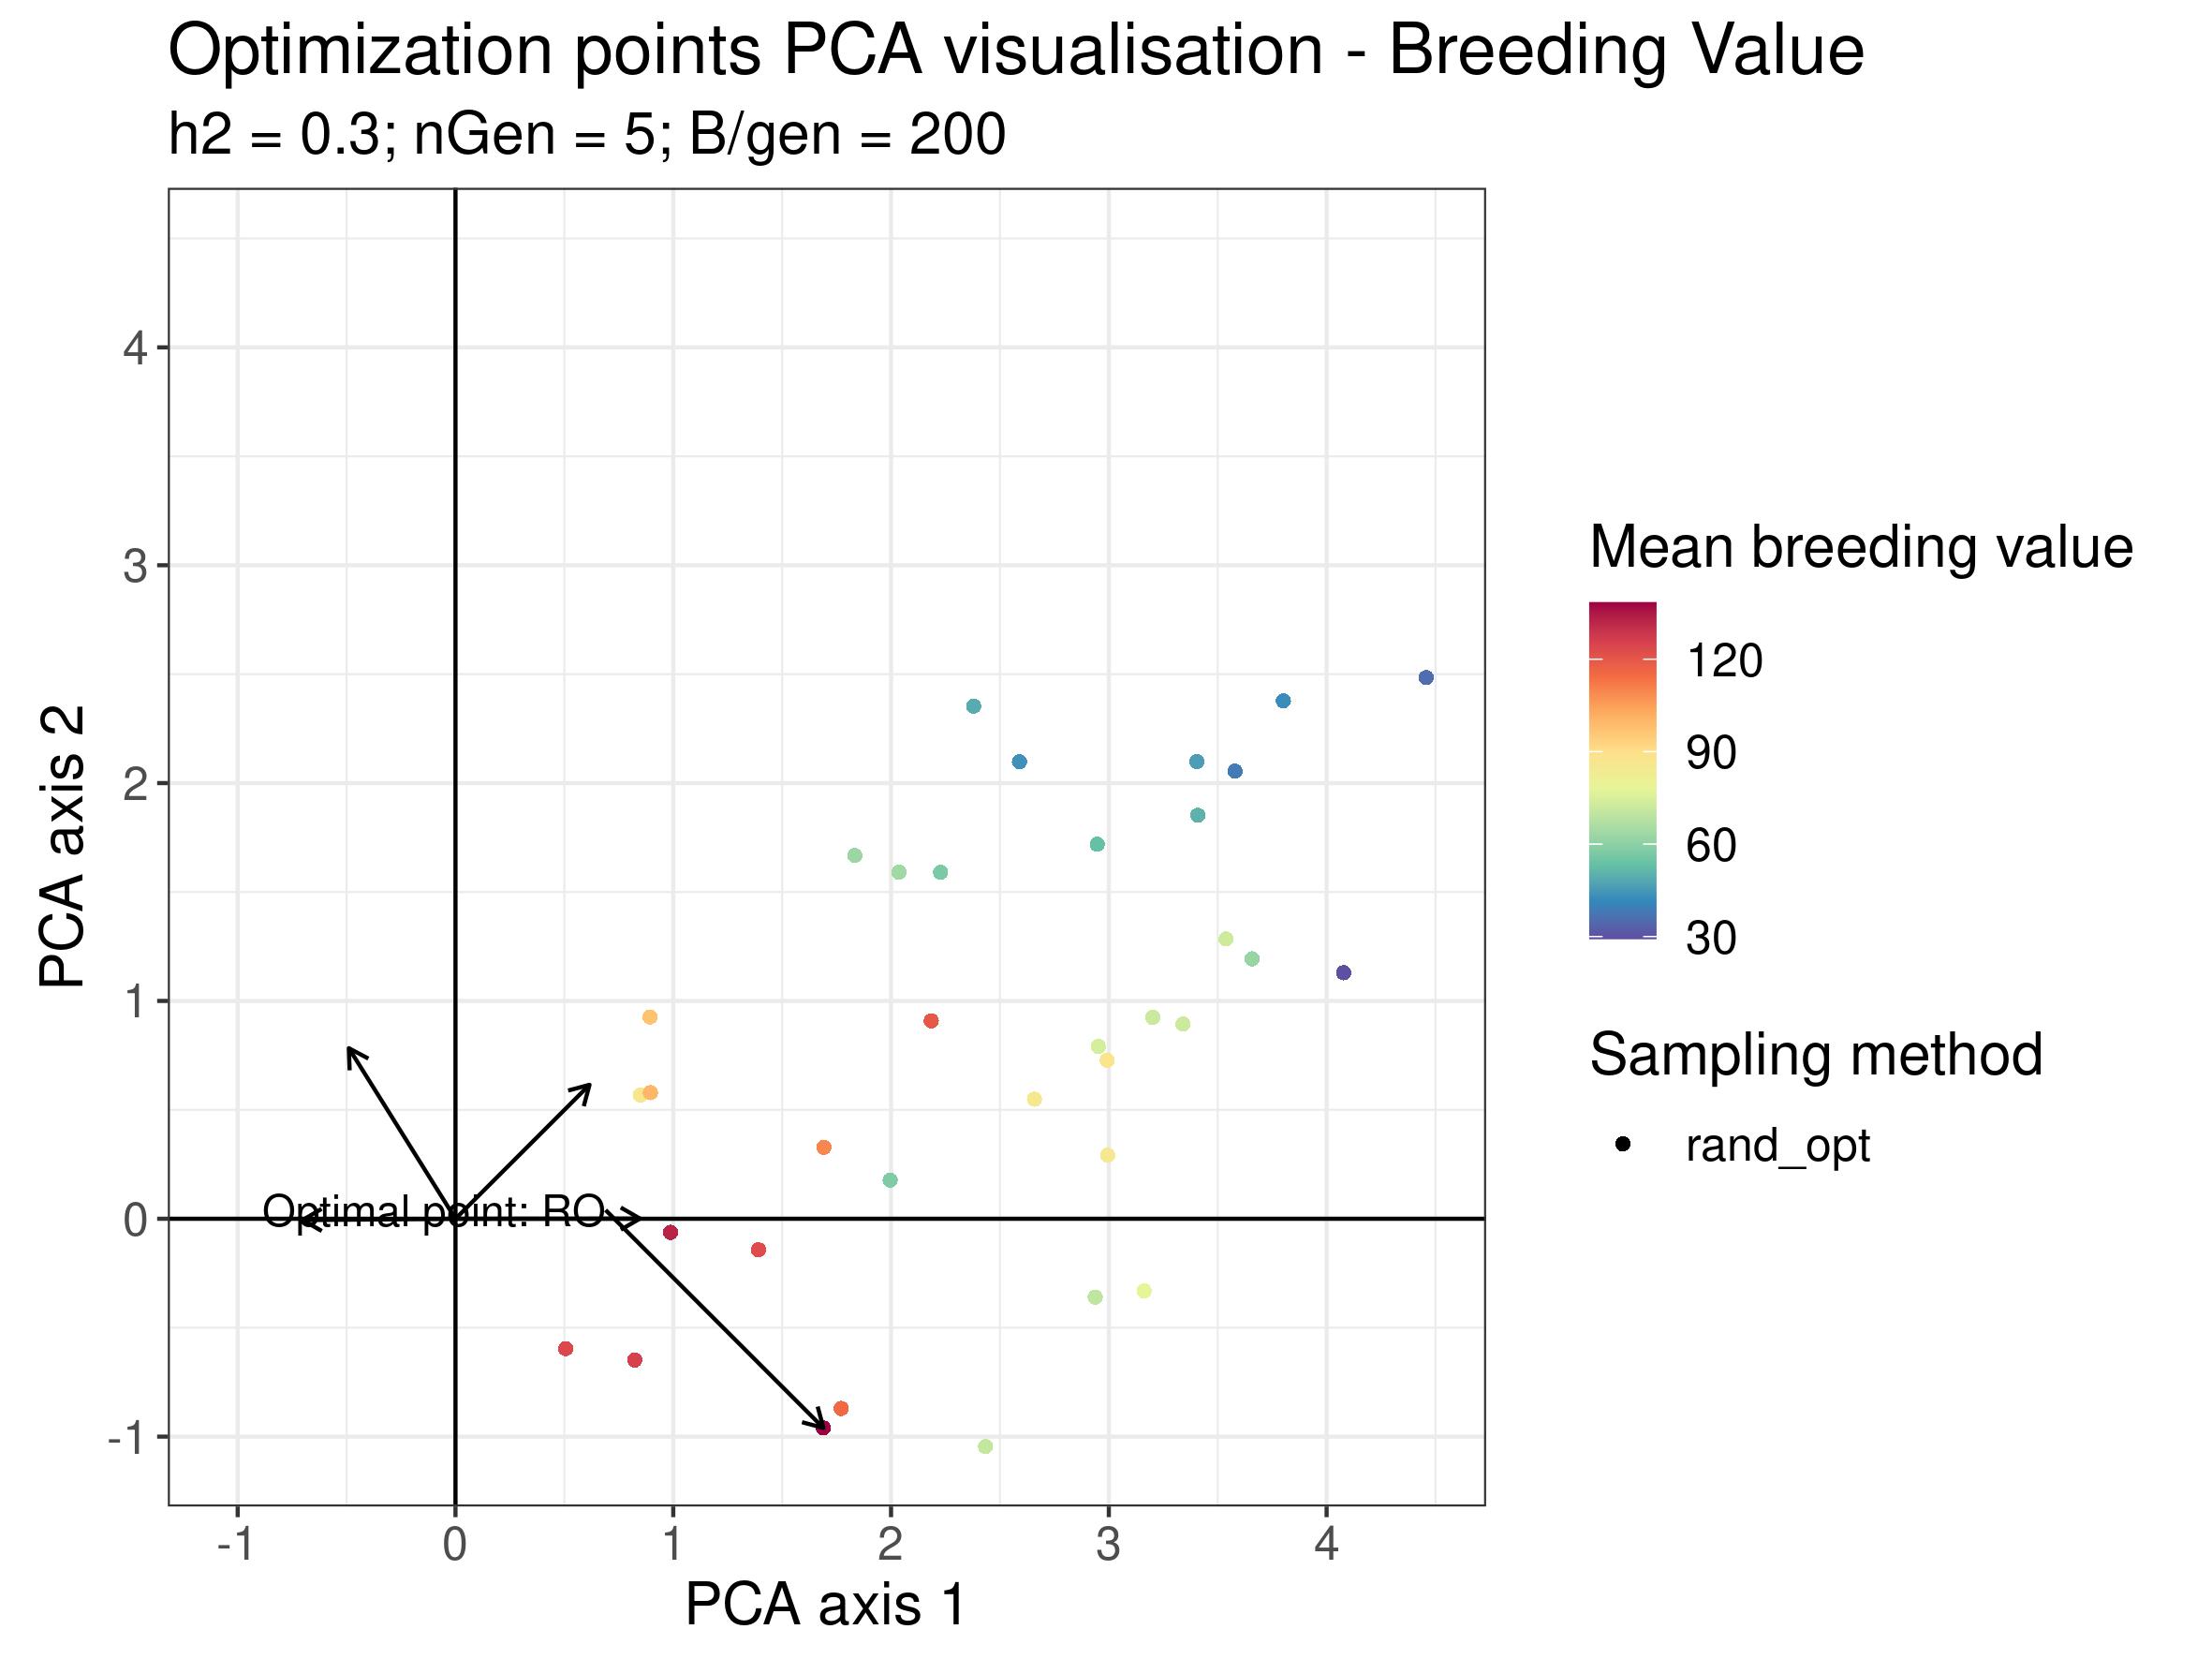 Optimization points PCA visualisation - Breeding Value
h2 = 0.3; nGen = 5; B/gen = 200
PCA axis 2
4
3
2
1
0
-1
Optimal point: RO
-1
0
1
2
3
4
PCA axis 1
Mean breeding value
120
90
60
30
Sampling method
rand_opt